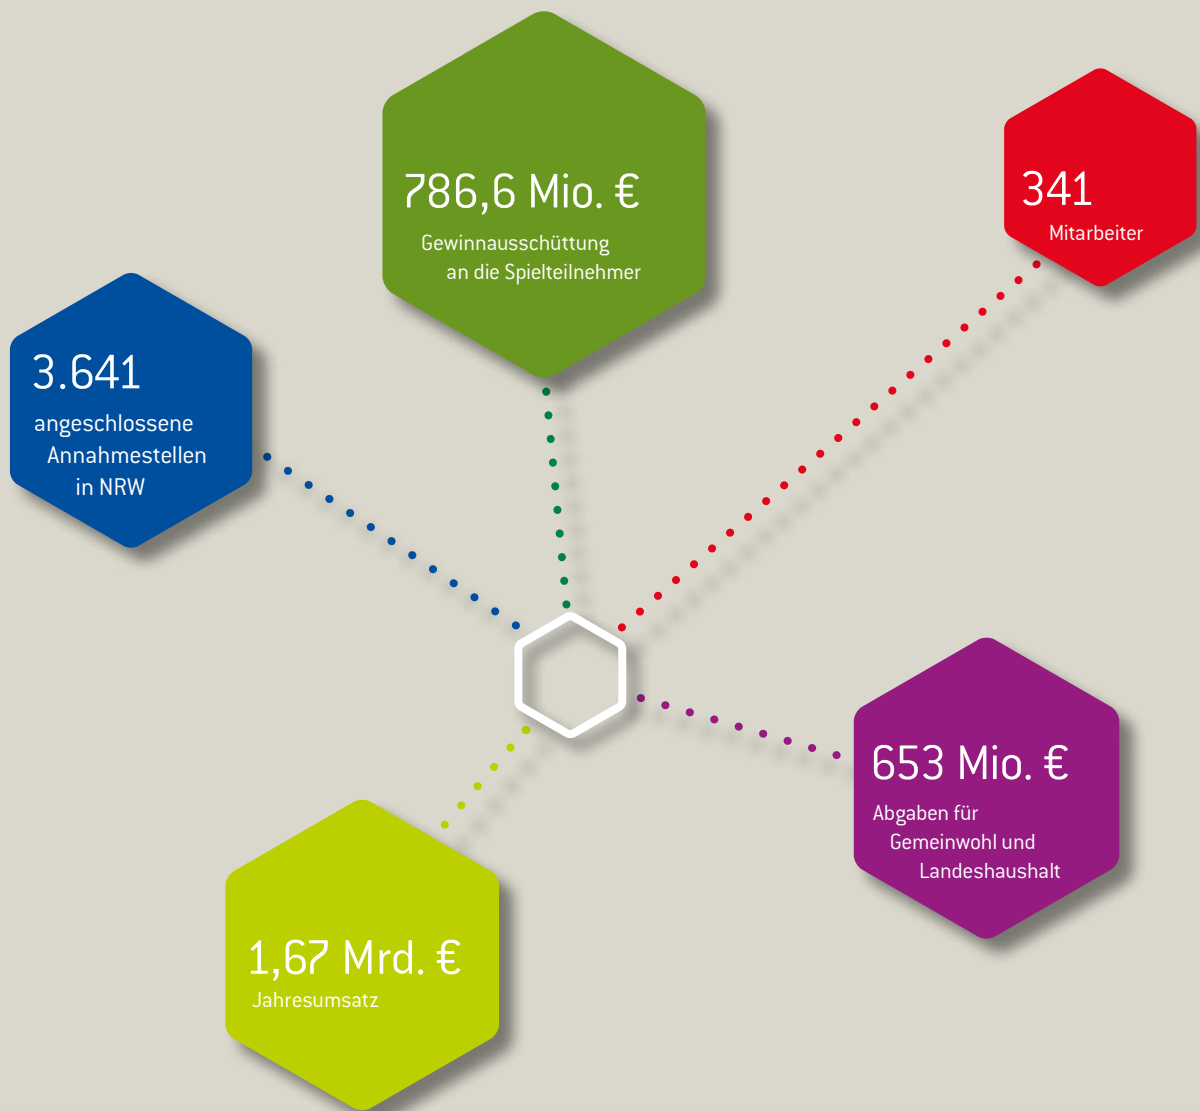 786,6 Mio. €
Gewinnausschüttung
an die Spielteilnehmer
341
Mitarbeiter
3.641
angeschlossene
Annahmestellen
in NRW
653 Mio. €
Abgaben für
Gemeinwohl und
Landeshaushalt
1,67 Mrd. €
Jahresumsatz